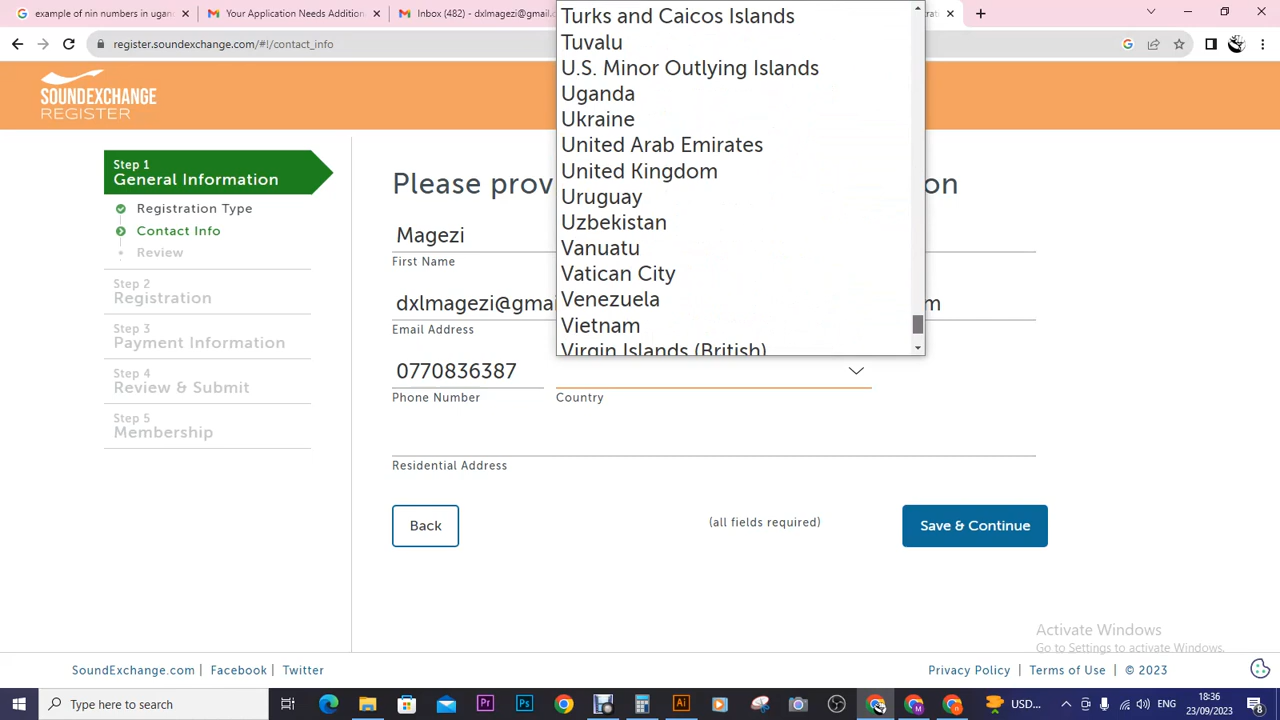 example of nin numbers in ugan
Your Application Needs Addition
Inbox (482) - dxlmagezi@gmail.c
register.soundexchange.com/#!/contact_info
SOUNDEXCHANGE
REGISTER
Step 1
General Information
Registration Type
Contact Info
Review
Step 2
Registration
Step 3
Payment Information
Step 4
Review & Submit
Step 5
Membership
Please prov
on
Magezi
First Name
dxlmagezi@gmai
m
Email Address
0770836387
Phone Number
Country
Residential Address
Turks and Caicos Islands
Tuvalu
U.S. Minor Outlying Islands
Uganda
Ukraine
United Arab Emirates
United Kingdom
Uruguay
Uzbekistan
Vanuatu
Vatican City
Venezuela
Vietnam
Virgin Islands (British)
Back
(all fields required)
Save & Continue
Activate Windows
Go to Settings to activate Windows.
SoundExchange.com | Facebook | Twitter
Privacy Policy | Terms of Use | © 2023
Type here to search
USD...
ENG
18:36
23/09/2023
8